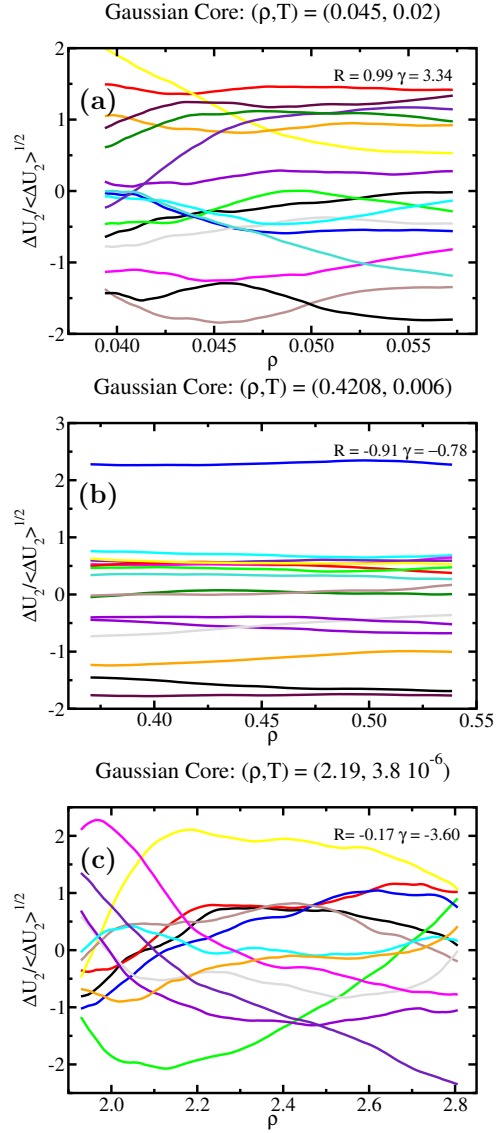 Gaussian Core: (ρ,T) = (0.045, 0.02)
R = 0.99 γ = 3.34
(a)
ΔU₂/<ΔU₂>^1/2
2
1
0
-1
-2
0.040 0.045 0.050 0.055
ρ
Gaussian Core: (ρ,T) = (0.4208, 0.006)
R = -0.91 γ = −0.78
(b)
ΔU₂/<ΔU₂>^1/2
3
2
1
0
-1
-2
0.40 0.45 0.50 0.55
ρ
Gaussian Core: (ρ,T) = (2.19, 3.8 10^-6)
R= -0.17 γ = -3.60
(c)
ΔU₂/<ΔU₂>^1/2
2
1
0
-1
-2
2.0 2.2 2.4 2.6 2.8
ρ